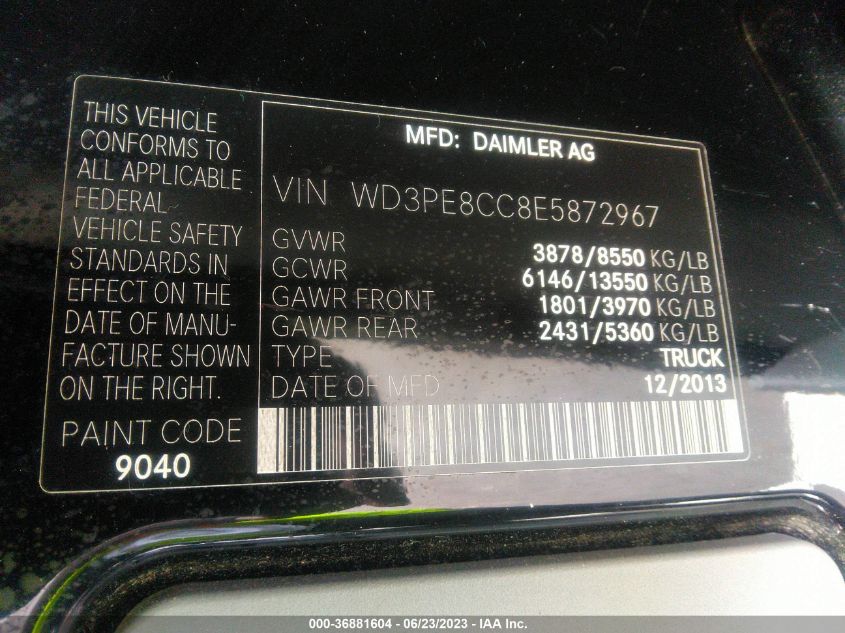 THIS VEHICLE
CONFORMS TO
ALL APPLICABLE
FEDERAL
VEHICLE SAFETY
STANDARDS IN
EFFECT ON THE
DATE OF MANU-
FACTURE SHOWN
ON THE RIGHT.
PAINT CODE
9040
MFD: DAIMLER AG
VIN WD3PE8CC8E5872967
GVWR 3878/8550 KG/LB
GCWR 6146/13550 KG/LB
GAWR FRONT 1801/3970 KG/LB
GAWR REAR 2431/5360 KG/LB
TYPE TRUCK
DATE OF MFD 12/2013
000-36881604 - 06/23/2023 - IAA Inc.